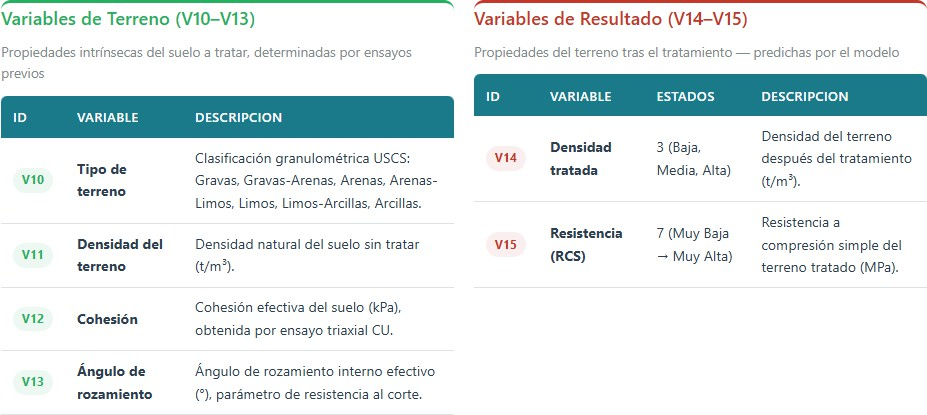 Variables de Terreno (V10–V13)
Propiedades intrínsecas del suelo a tratar, determinadas por ensayos
previos
ID VARIABLE DESCRIPCION
V10 Tipo de terreno Clasificación granulométrica USCS:
Gravas, Gravas-Arenas, Arenas, Arenas-
Limos, Limos, Limos-Arcillas, Arcillas.
V11 Densidad del terreno Densidad natural del suelo sin tratar
(t/m³).
V12 Cohesión Cohesión efectiva del suelo (kPa),
obtenida por ensayo triaxial CU.
V13 Ángulo de rozamiento Ángulo de rozamiento interno efectivo
(°), parámetro de resistencia al corte.
Variables de Resultado (V14–V15)
Propiedades del terreno tras el tratamiento — predichas por el modelo
ID VARIABLE ESTADOS DESCRIPCION
V14 Densidad tratada 3 (Baja, Media, Alta) Densidad del terreno
después del tratamiento
(t/m³).
V15 Resistencia (RCS) 7 (Muy Baja → Muy Alta) Resistencia a
compresión simple del
terreno tratado (MPa).